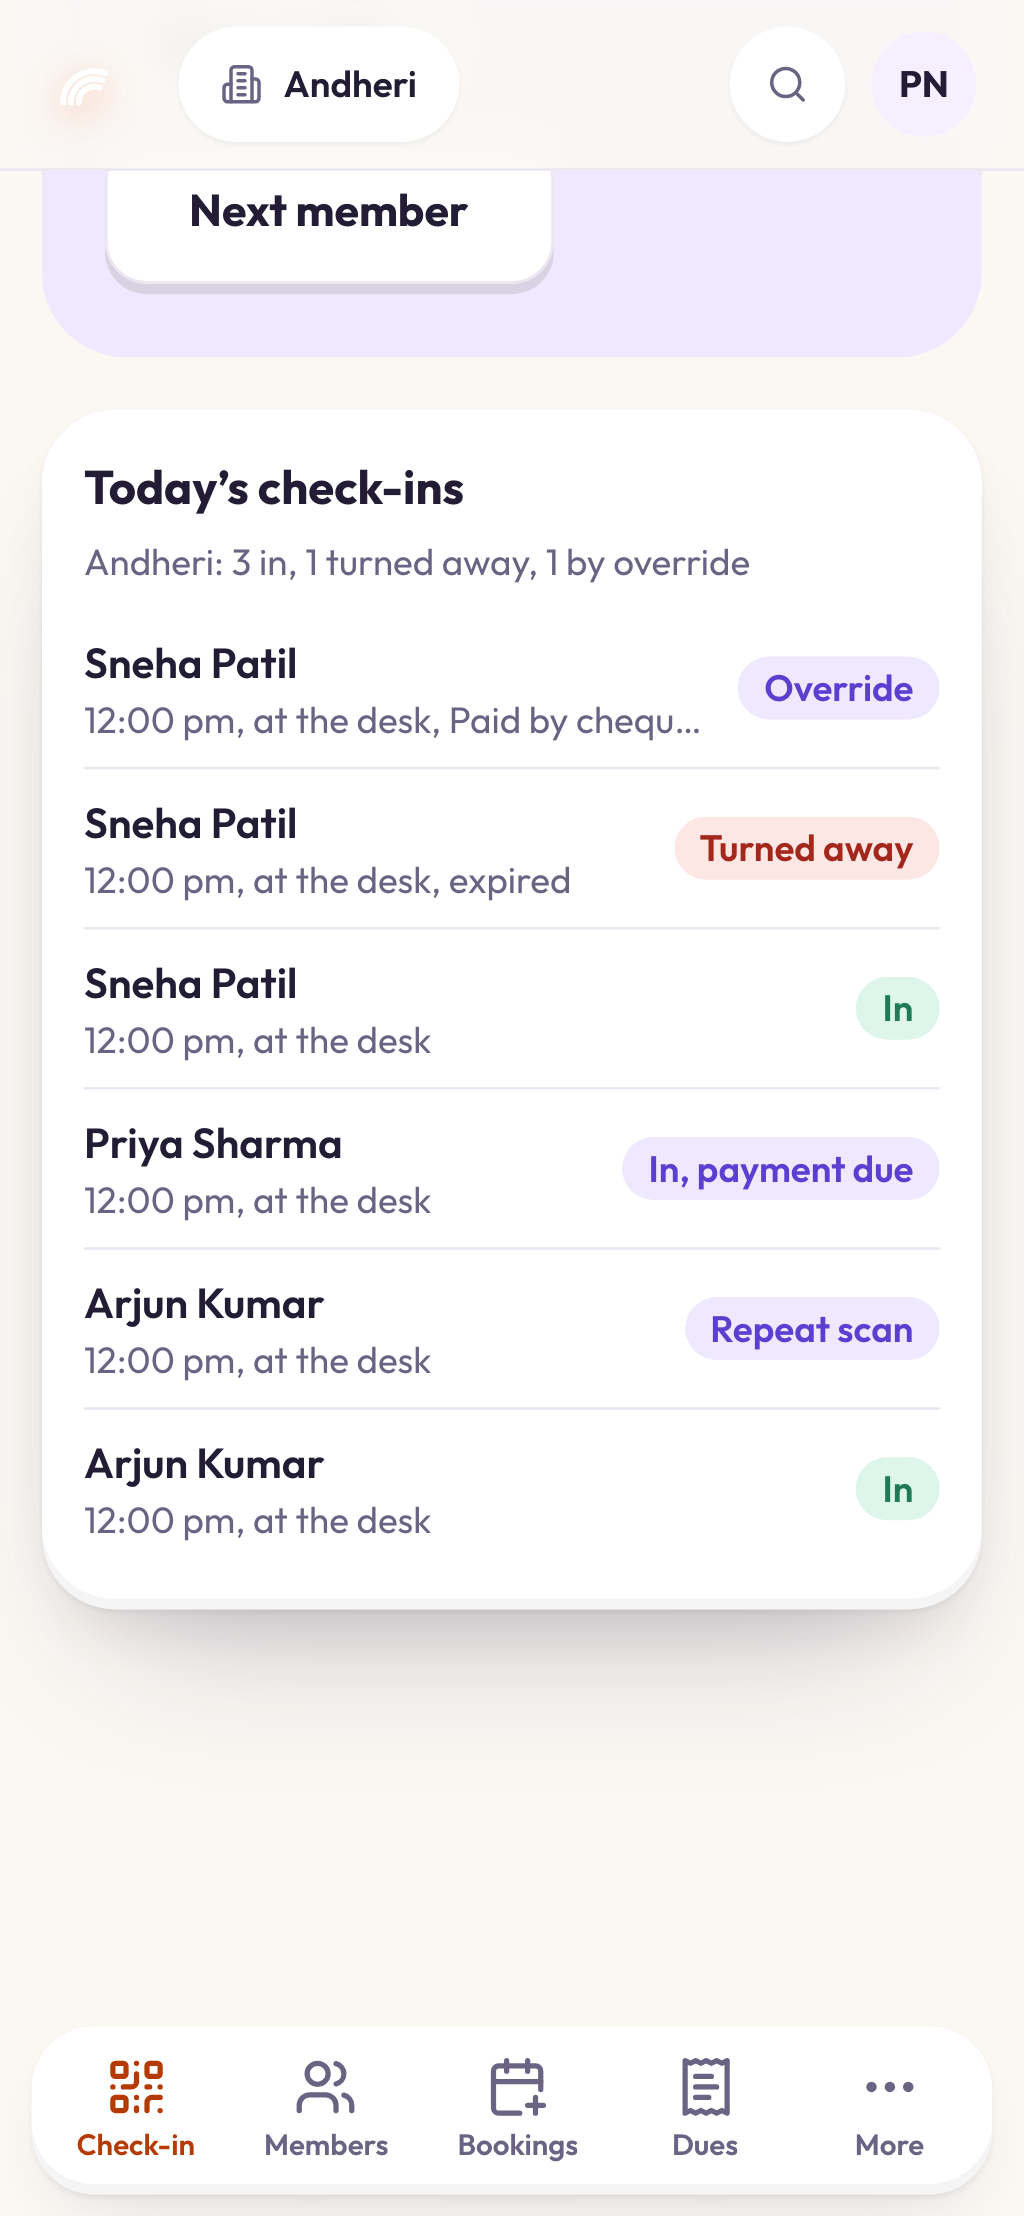 Andheri
PN
Next member
Today’s check-ins
Andheri: 3 in, 1 turned away, 1 by override
Sneha Patil
12:00 pm, at the desk, Paid by chequ...
Override
Sneha Patil
12:00 pm, at the desk, expired
Turned away
Sneha Patil
12:00 pm, at the desk
In
Priya Sharma
12:00 pm, at the desk
In, payment due
Arjun Kumar
12:00 pm, at the desk
Repeat scan
Arjun Kumar
12:00 pm, at the desk
In
Check-in
Members
Bookings
Dues
More